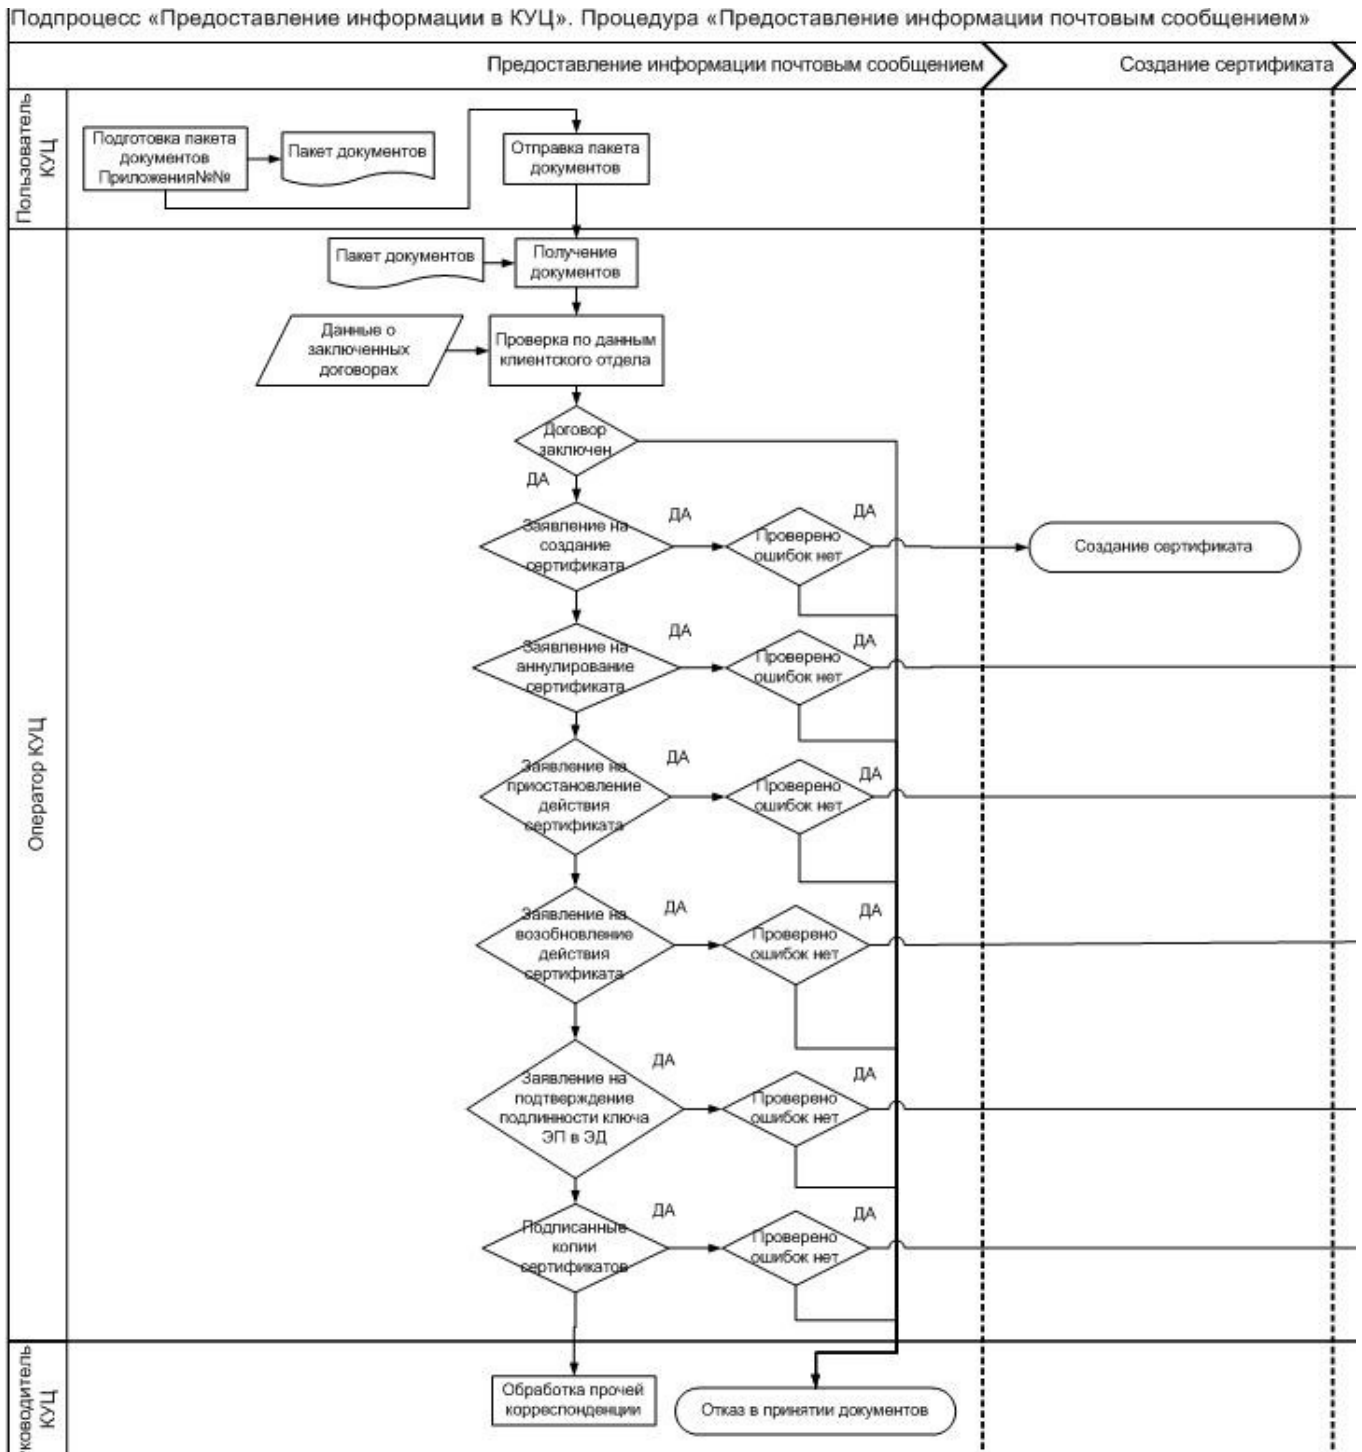 Подпроцесс «Предоставление информации в КУЦ». Процедура «Предоставление информации почтовым сообщением»
Предоставление информации почтовым сообщением
Создание сертификата
Пользователь
КУЦ
Подготовка пакета
документов
Приложения№№
Пакет документов
Отправка пакета
документов
Оператор КУЦ
Пакет документов
Получение
документов
Данные о
заключенных
договорах
Проверка по данным
клиентского отдела
Договор
заключен
ДА
Заявление на
создание
сертификата
ДА
Проверено
ошибок нет
ДА
Создание сертификата
Заявление на
аннулирование
сертификата
ДА
Проверено
ошибок нет
ДА
Заявление на
приостановление
действия
сертификата
ДА
Проверено
ошибок нет
ДА
Заявление на
возобновление
действия
сертификата
ДА
Проверено
ошибок нет
ДА
Заявление на
подтверждение
подлинности ключа
ЭП в ЭД
ДА
Проверено
ошибок нет
ДА
Подписанные
копии
сертификатов
ДА
Проверено
ошибок нет
ДА
КУЦ
Обработка прочей
корреспонденции
Отказ в принятии документов